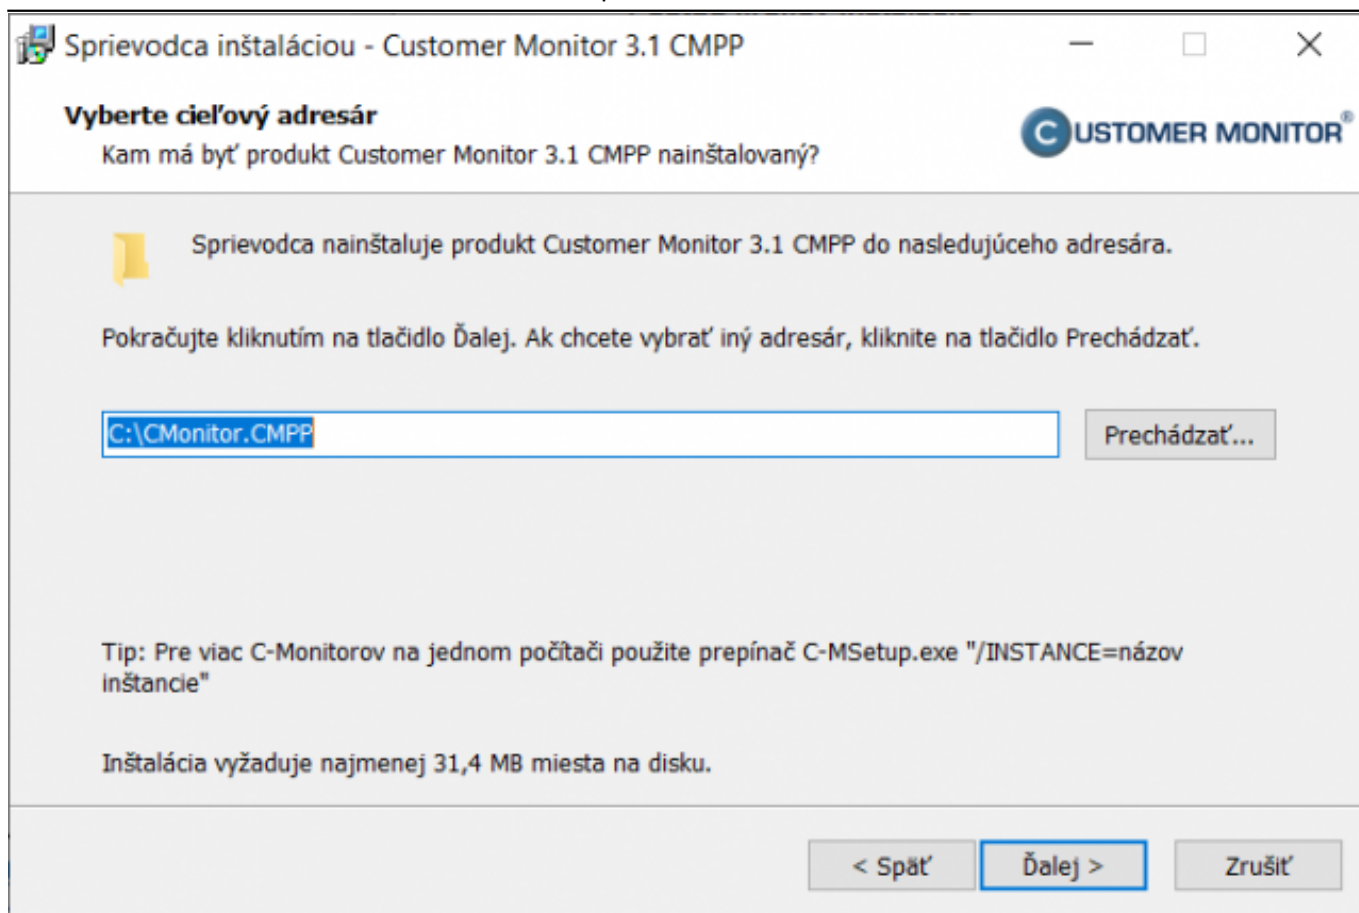 Sprievodca inštaláciou - Customer Monitor 3.1 CMPP
Vyberte cieľový adresár
Kam má byť produkt Customer Monitor 3.1 CMPP nainštalovaný?
CUSTOMER MONITOR®
Sprievodca nainštaluje produkt Customer Monitor 3.1 CMPP do nasledujúceho adresára.
Pokračujte kliknutím na tlačidlo Ďalej. Ak chcete vybrať iný adresár, kliknite na tlačidlo Prechádzať.
C:\CMonitor.CMPP
Prechádzať...
Tip: Pre viac C-Monitorov na jednom počítači použite prepínač C-MSetup.exe "/INSTANCE=názov
inštancie"
Inštalácia vyžaduje najmenej 31,4 MB miesta na disku.
< Späť
Ďalej >
Zrušiť